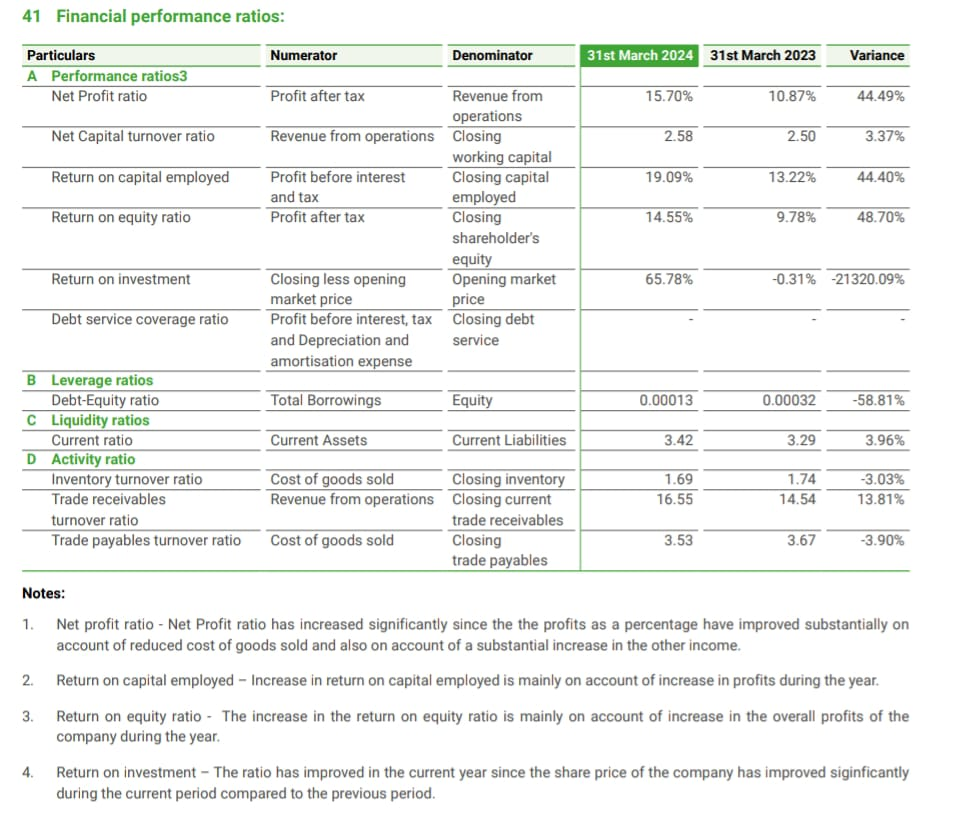 41 Financial performance ratios:
Particulars Numerator Denominator 31st March 2024 31st March 2023 Variance
A Performance ratios3
Net Profit ratio Profit after tax Revenue from 15.70% 10.87% 44.49%
operations
Net Capital turnover ratio Revenue from operations Closing 2.58 2.50 3.37%
working capital
Return on capital employed Profit before interest Closing capital 19.09% 13.22% 44.40%
and tax employed
Return on equity ratio Profit after tax Closing 14.55% 9.78% 48.70%
shareholder's
equity
Return on investment Closing less opening Opening market 65.78% -0.31% -21320.09%
market price price
Debt service coverage ratio Profit before interest, tax Closing debt - - -
and Depreciation and service
amortisation expense
B Leverage ratios
Debt-Equity ratio Total Borrowings Equity 0.00013 0.00032 -58.81%
C Liquidity ratios
Current ratio Current Assets Current Liabilities 3.42 3.29 3.96%
D Activity ratio
Inventory turnover ratio Cost of goods sold Closing inventory 1.69 1.74 -3.03%
Trade receivables Revenue from operations Closing current 16.55 14.54 13.81%
turnover ratio trade receivables
Trade payables turnover ratio Cost of goods sold Closing 3.53 3.67 -3.90%
trade payables
Notes:
1. Net profit ratio - Net Profit ratio has increased significantly since the the profits as a percentage have improved substantially on
account of reduced cost of goods sold and also on account of a substantial increase in the other income.
2. Return on capital employed – Increase in return on capital employed is mainly on account of increase in profits during the year.
3. Return on equity ratio - The increase in the return on equity ratio is mainly on account of increase in the overall profits of the
company during the year.
4. Return on investment – The ratio has improved in the current year since the share price of the company has improved siginficantly
during the current period compared to the previous period.